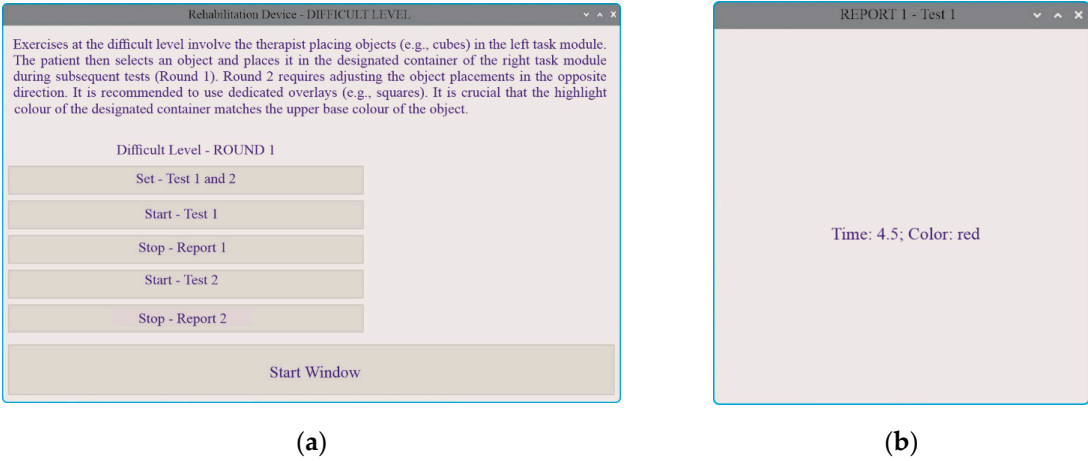 Rehabilitation Device - DIFFICULT LEVEL
Exercises at the difficult level involve the therapist placing objects (e.g., cubes) in the left task module.
The patient then selects an object and places it in the designated container of the right task module
during subsequent tests (Round 1). Round 2 requires adjusting the object placements in the opposite
direction. It is recommended to use dedicated overlays (e.g., squares). It is crucial that the highlight
colour of the designated container matches the upper base colour of the object.
Difficult Level - ROUND 1
Set - Test 1 and 2
Start - Test 1
Stop - Report 1
Start - Test 2
Stop - Report 2
Start Window
(a)
REPORT 1 - Test 1
Time: 4.5; Color: red
(b)